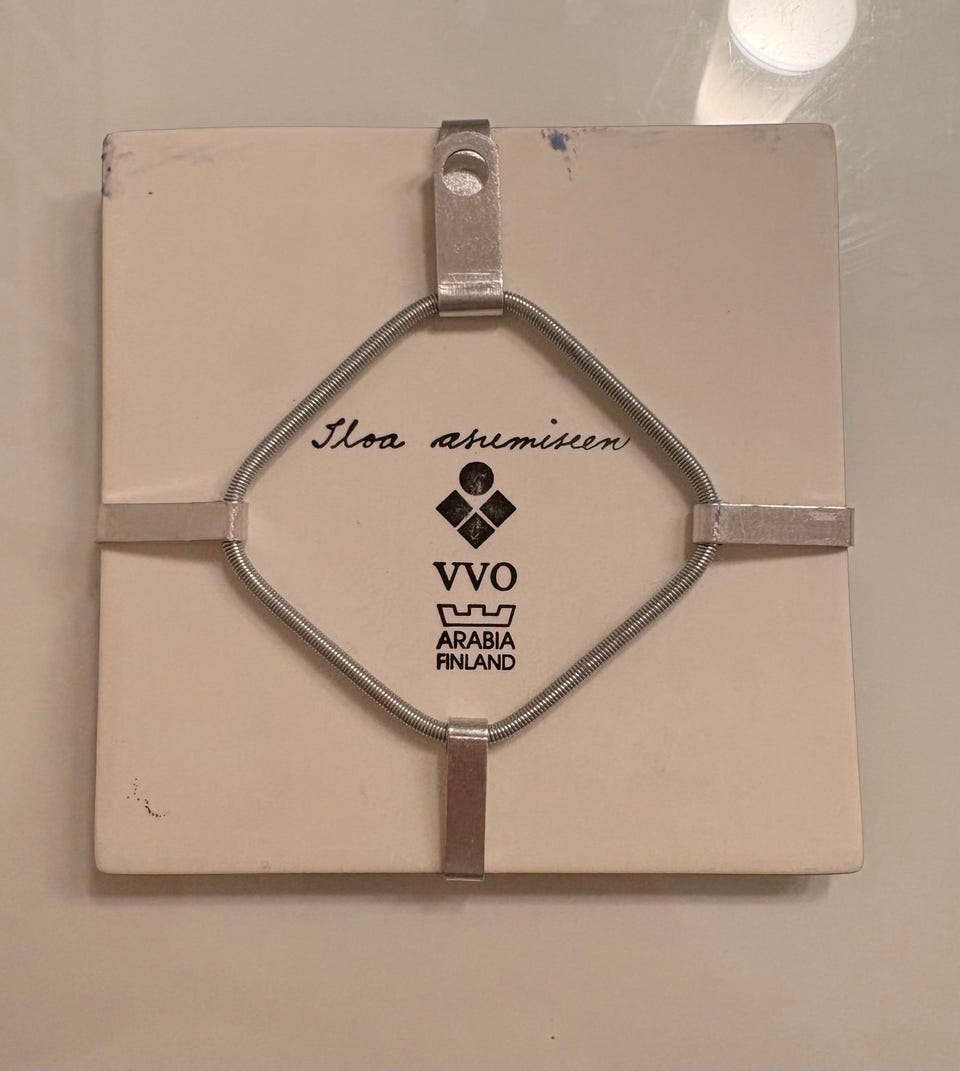 Iloa asumiseen
VVO
ARABIA
FINLAND